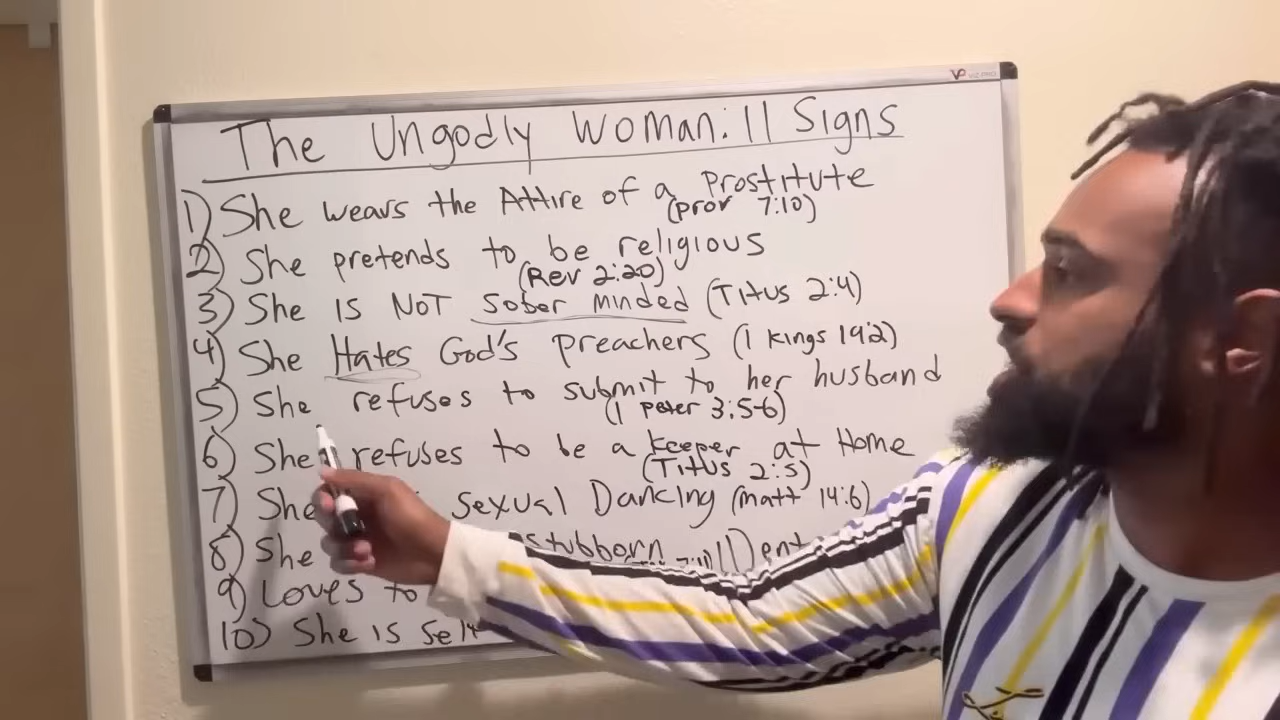 VIZ-PRO
The Ungodly Woman: 11 Signs
1) She wears the Attire of a Prostitute
(prov 7:10)
2) She pretends to be religious
(Rev 2:20)
3) She IS NOT Sober minded (Titus 2:4)
4) She Hates God's preachers (1 kings 19:2)
5) She refuses to submit to her husband
(1 peter 3:5-6)
6) She refuses to be a keeper at Home
(Titus 2:5)
7) She Sexual Dancing (matt 14:6)
8) She stubborn
9) Loves to
10) She is